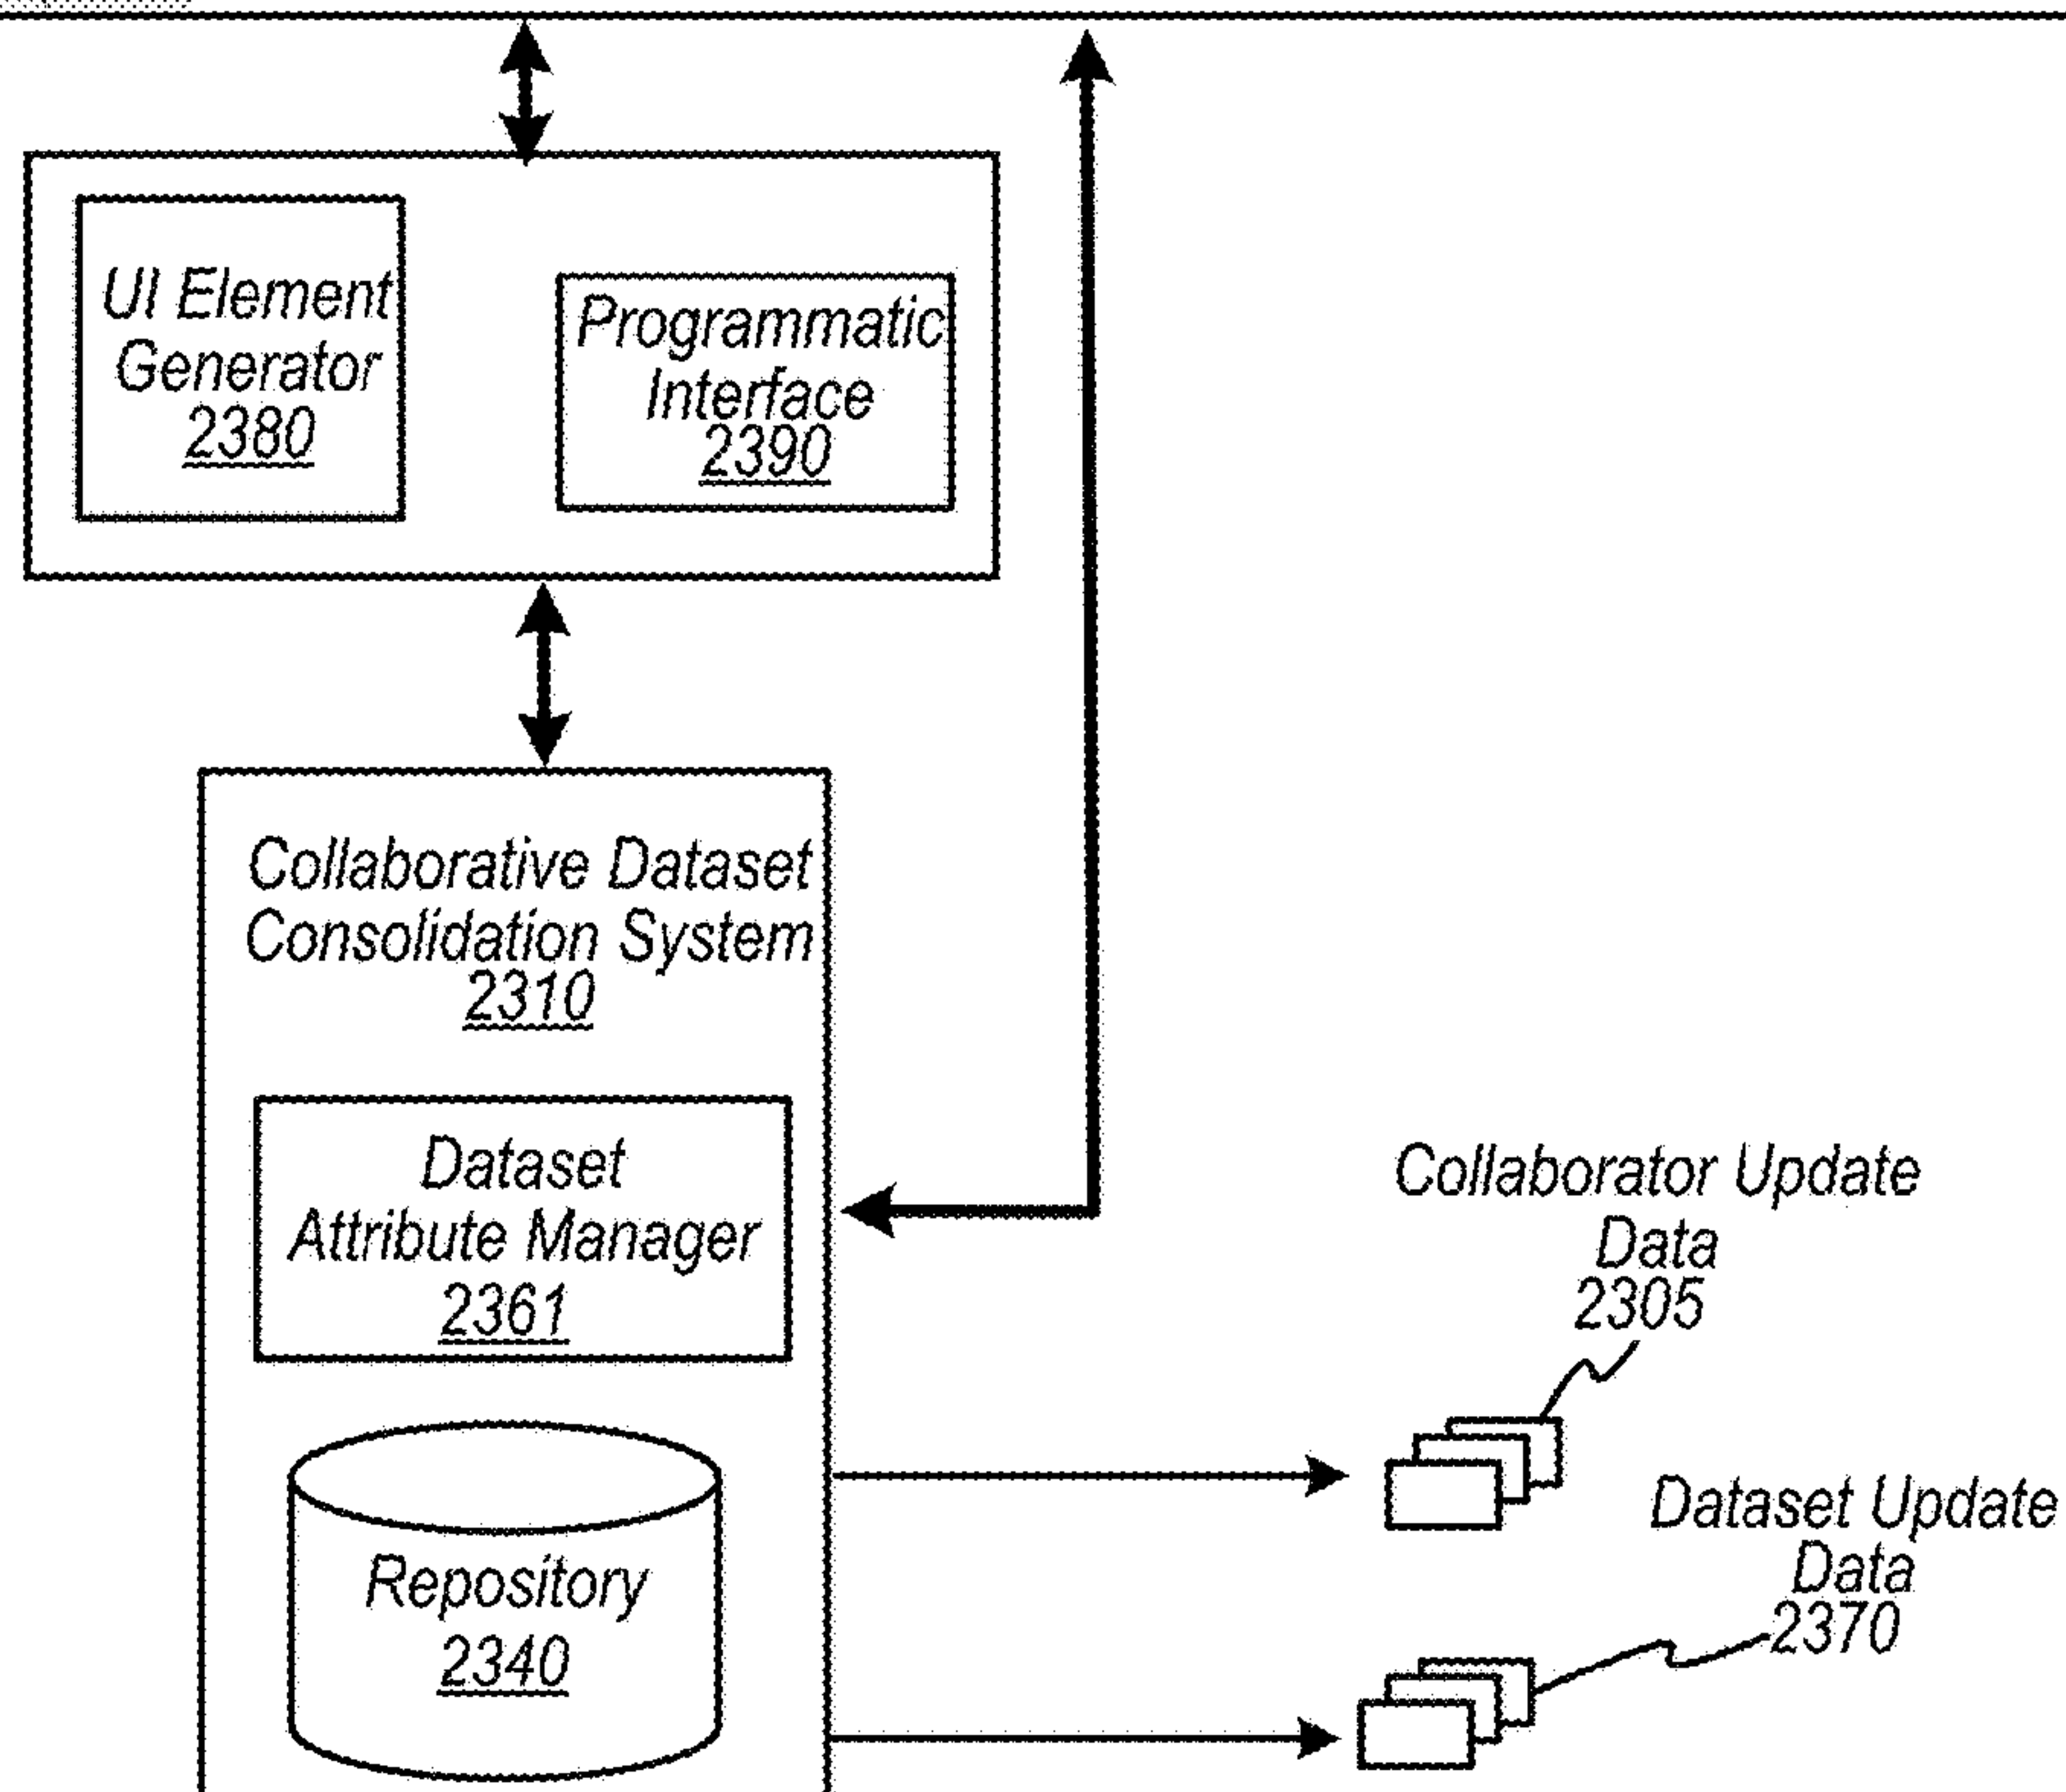 UI Element
Generator
2380
Programmatic
Interface
2390
Collaborative Dataset
Consolidation System
2310
Dataset
Attribute Manager
2361
Collaborator Update
Data
2305
Repository
2340
Dataset Update
Data
2370